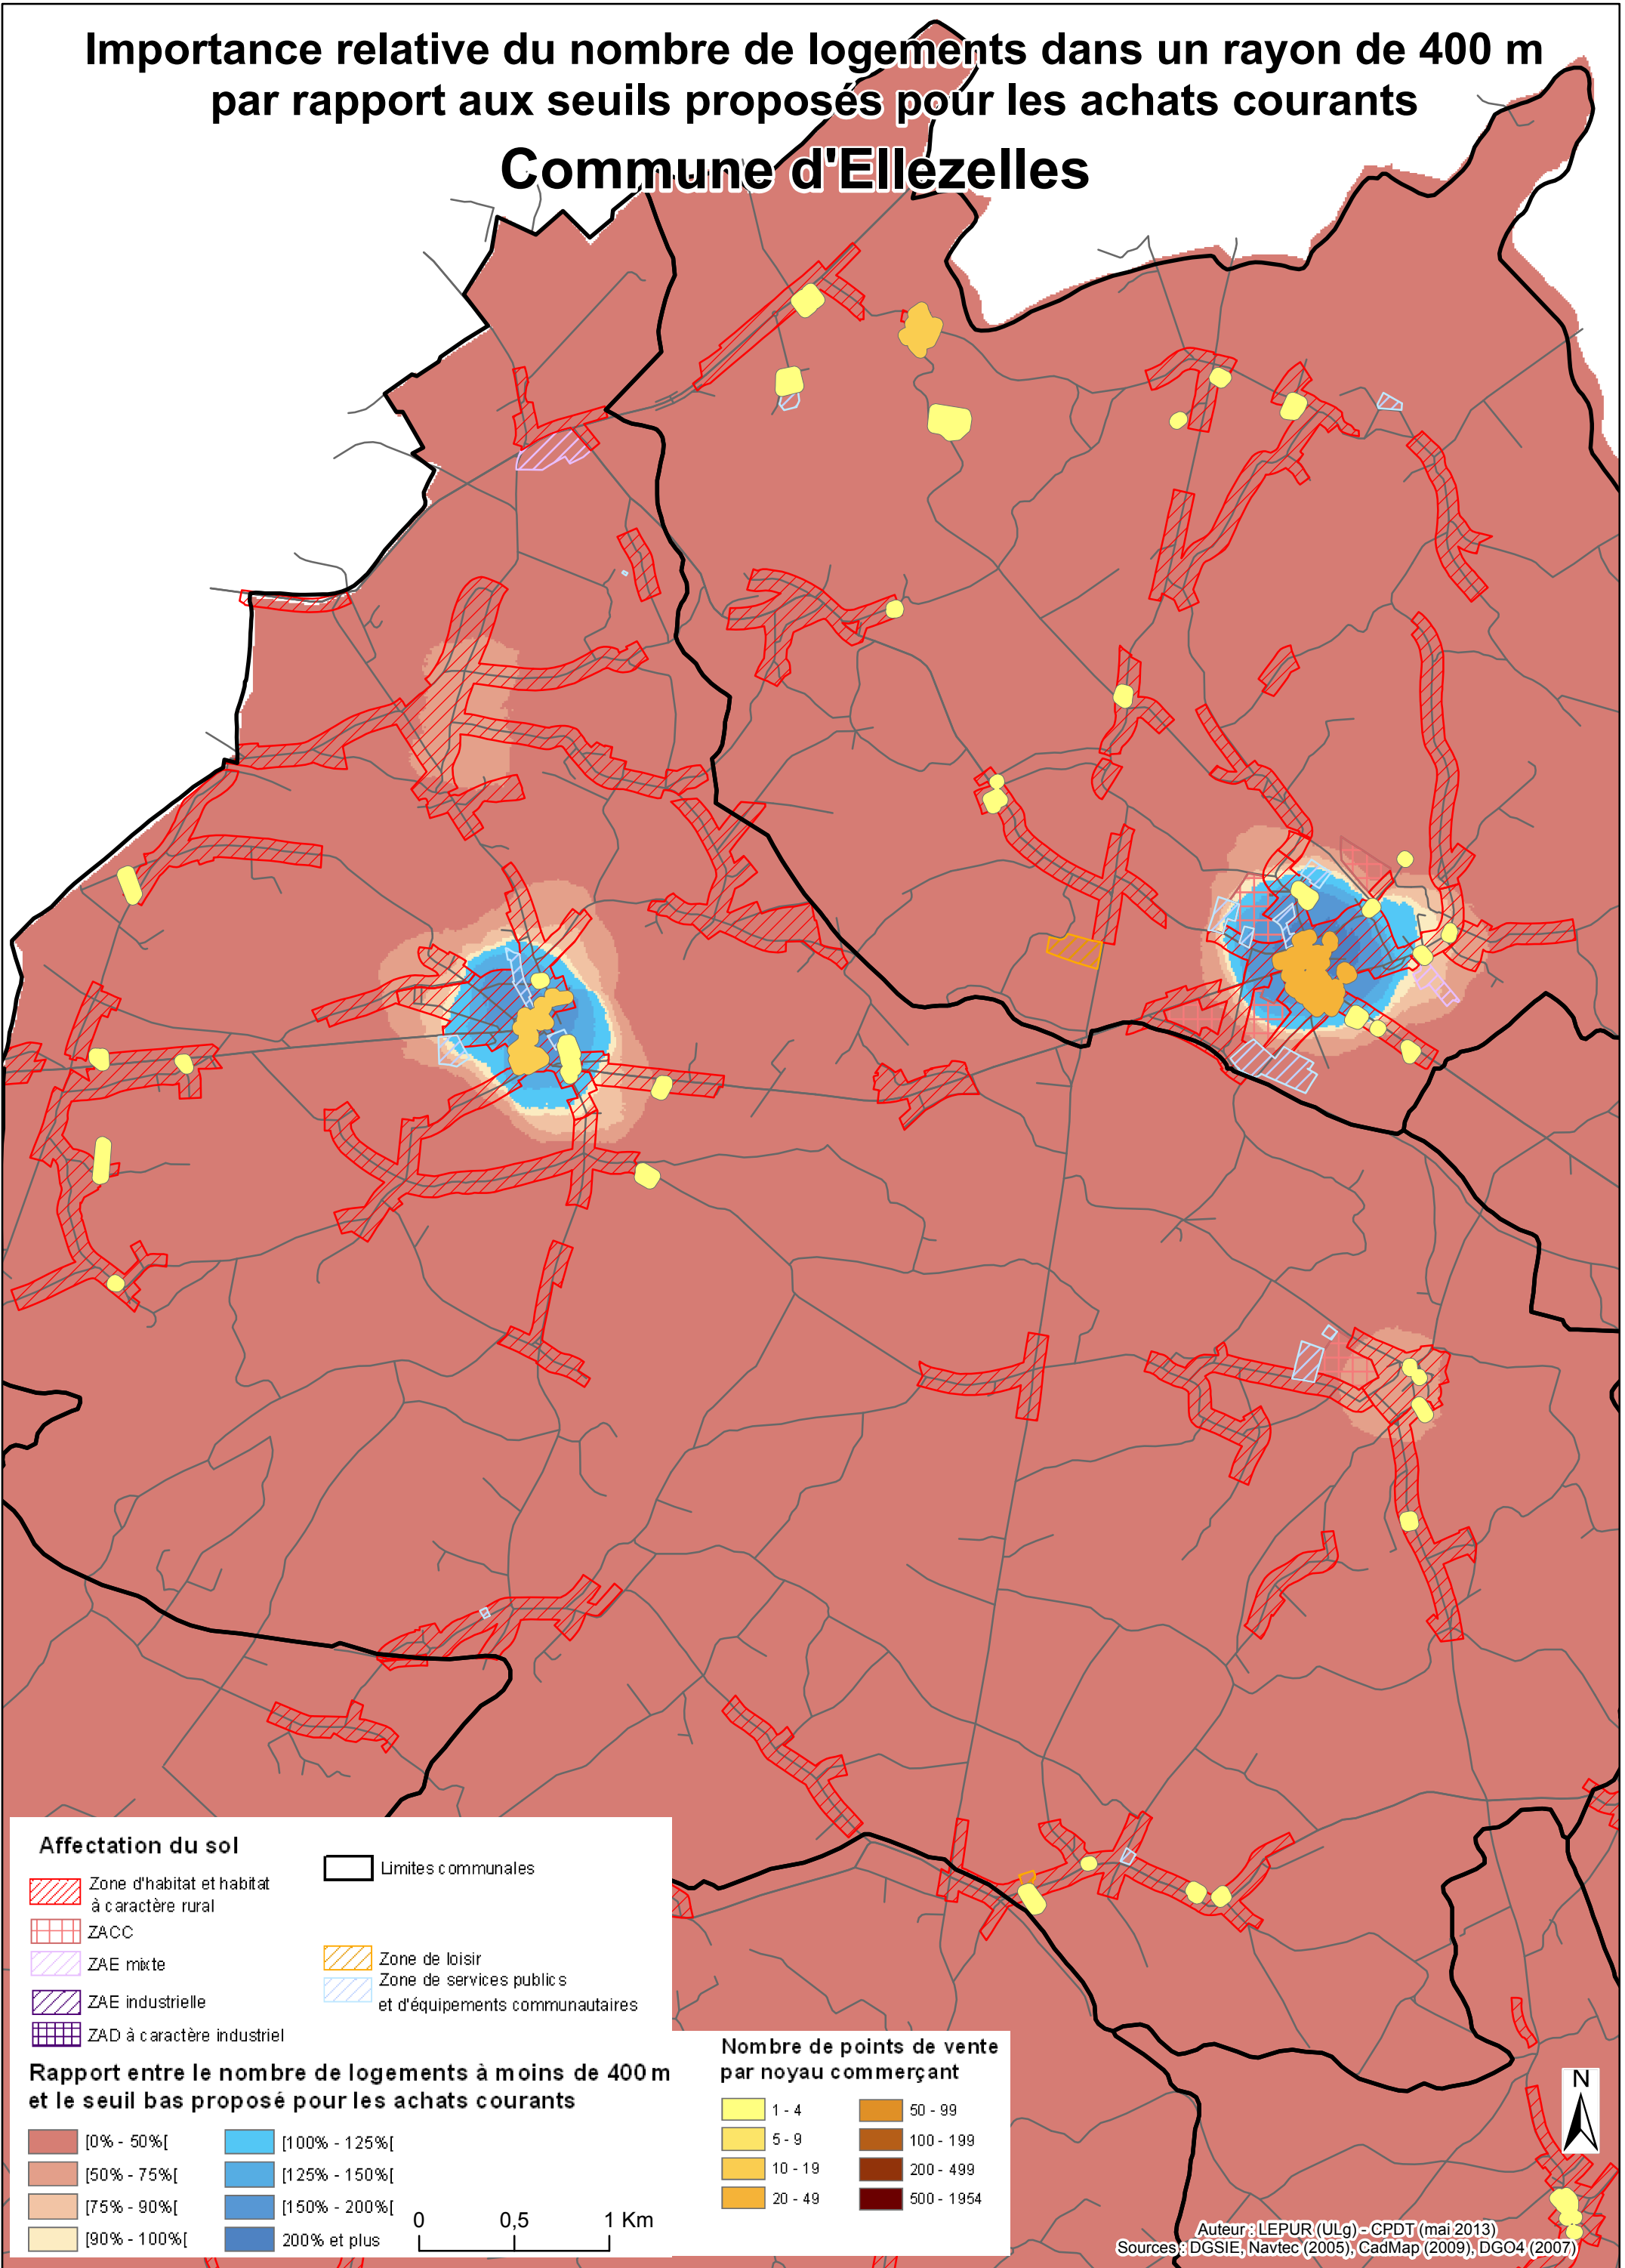 Importance relative du nombre de logements dans un rayon de 400 m
par rapport aux seuils proposés pour les achats courants
Commune d'Ellezelles
Affectation du sol
Zone d'habitat et habitat
à caractère rural
ZACC
ZAE mixte
ZAE industrielle
ZAD à caractère industriel
Limites communales
Zone de loisir
Zone de services publics
et d'équipements communautaires
Rapport entre le nombre de logements à moins de 400 m
et le seuil bas proposé pour les achats courants
[0% - 50%[
[50% - 75%[
[75% - 90%[
[90% - 100%[
[100% - 125%[
[125% - 150%[
[150% - 200%[
200% et plus
0 0,5 1 Km
Nombre de points de vente
par noyau commerçant
1 - 4
5 - 9
10 - 19
20 - 49
50 - 99
100 - 199
200 - 499
500 - 1954
N
Auteur : LEPUR (ULg) - CPDT (mai 2013)
Sources : DGSIE, Navtec (2005), CadMap (2009), DGO4 (2007)